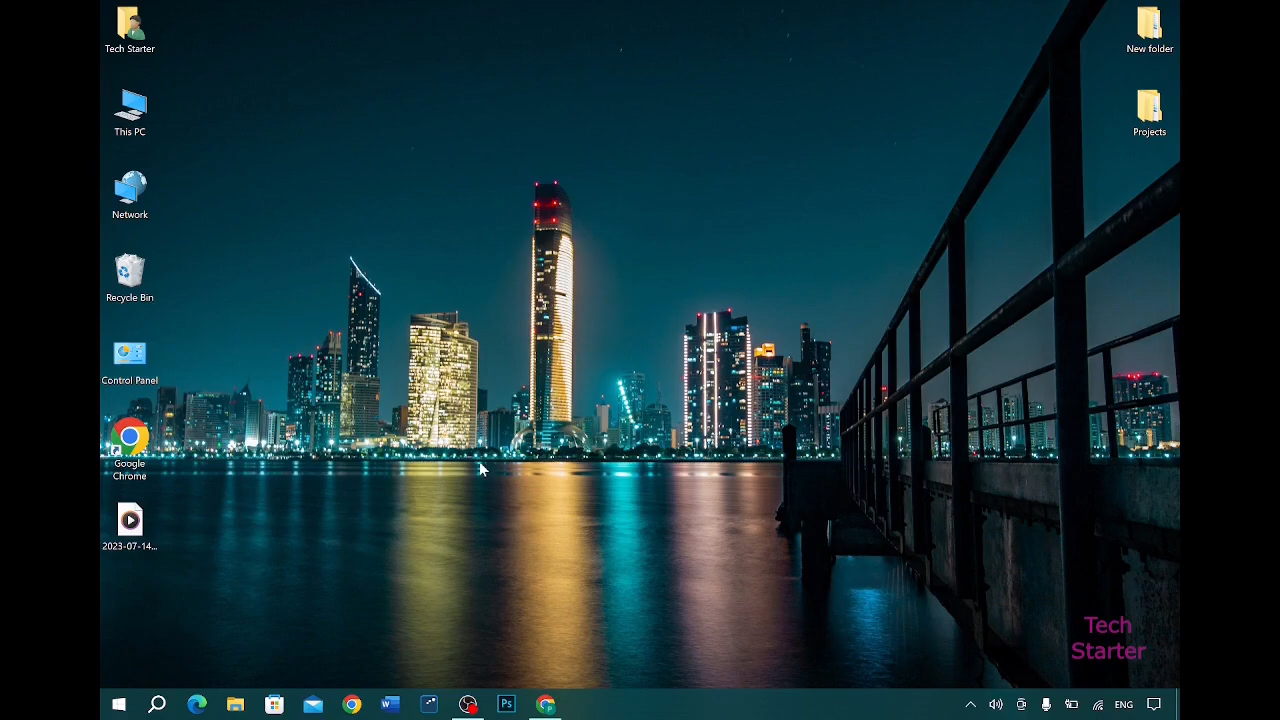 Tech Starter
This PC
Network
Recycle Bin
Control Panel
Google
Chrome
2023-07-14...
New folder
Projects
Tech
Starter
W
Ps
ENG